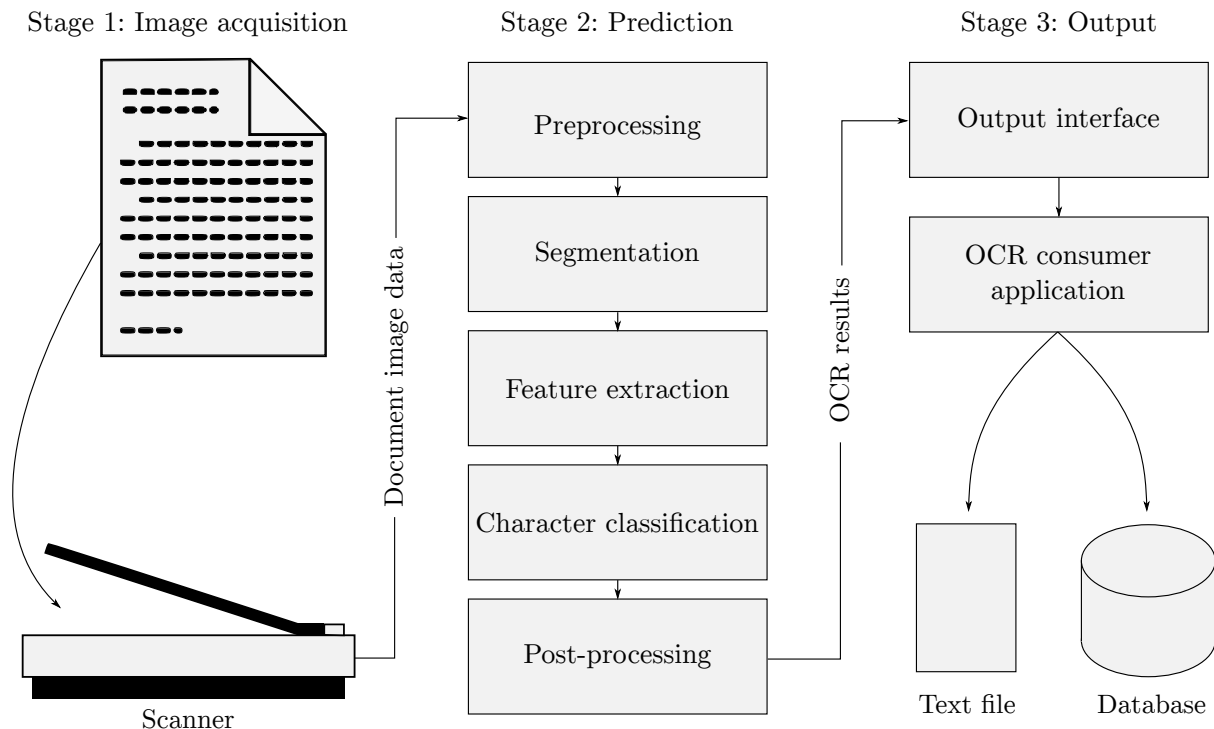 Stage 1: Image acquisition
Scanner
Document image data
Stage 2: Prediction
Preprocessing
Segmentation
Feature extraction
Character classification
Post-processing
OCR results
Stage 3: Output
Output interface
OCR consumer
application
Text file
Database